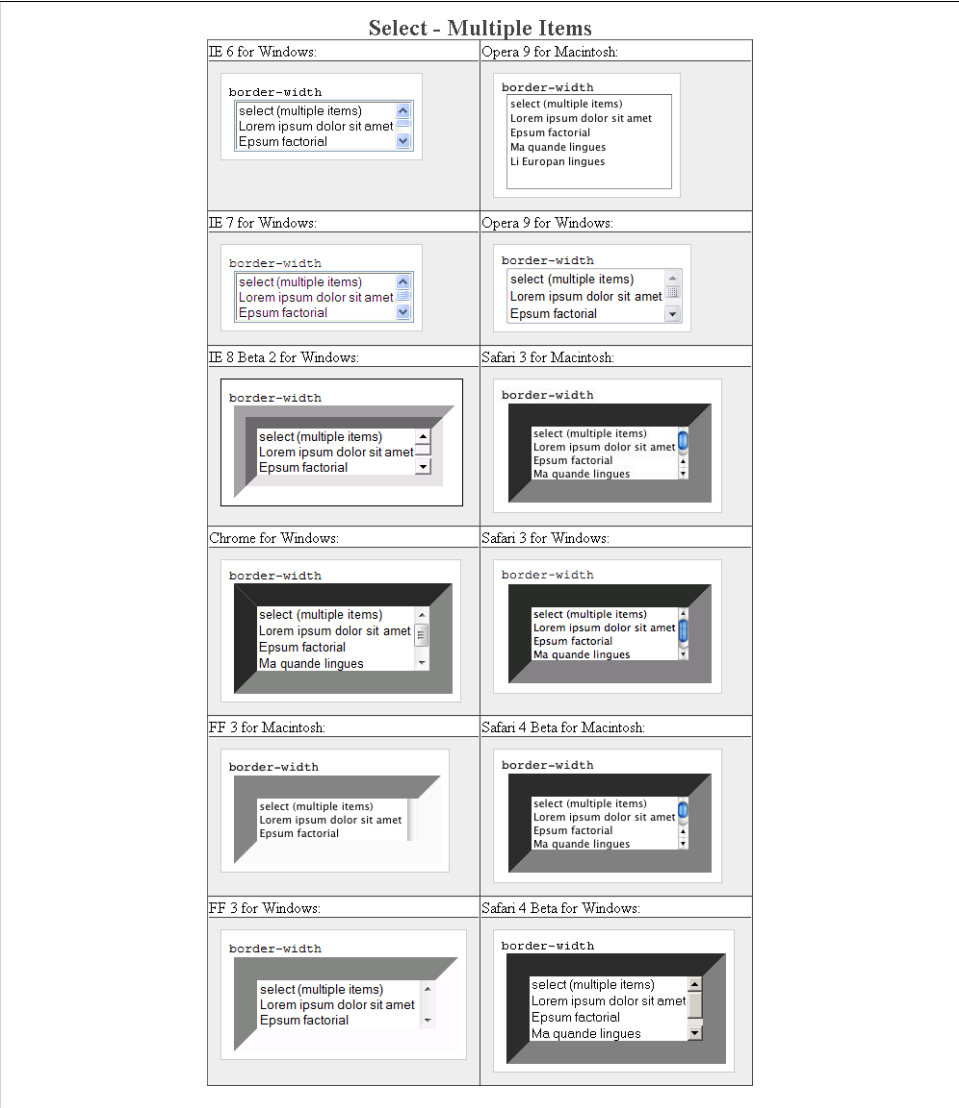 Select - Multiple Items
IE 6 for Windows:
border-width
select (multiple items)
Lorem ipsum dolor sit amet
Epsum factorial
Opera 9 for Macintosh:
border-width
select (multiple items)
Lorem ipsum dolor sit amet
Epsum factorial
Ma quande lingues
Li Europan lingues
IE 7 for Windows:
border-width
select (multiple items)
Lorem ipsum dolor sit amet
Epsum factorial
Opera 9 for Windows:
border-width
select (multiple items)
Lorem ipsum dolor sit amet
Epsum factorial
IE 8 Beta 2 for Windows:
border-width
select (multiple items)
Lorem ipsum dolor sit amet
Epsum factorial
Safari 3 for Macintosh:
border-width
select (multiple items)
Lorem ipsum dolor sit amet
Epsum factorial
Ma quande lingues
Chrome for Windows:
border-width
select (multiple items)
Lorem ipsum dolor sit amet
Epsum factorial
Ma quande lingues
Safari 3 for Windows:
border-width
select (multiple items)
Lorem ipsum dolor sit amet
Epsum factorial
Ma quande lingues
FF 3 for Macintosh:
border-width
select (multiple items)
Lorem ipsum dolor sit amet
Epsum factorial
Safari 4 Beta for Macintosh:
border-width
select (multiple items)
Lorem ipsum dolor sit amet
Epsum factorial
Ma quande lingues
FF 3 for Windows:
border-width
select (multiple items)
Lorem ipsum dolor sit amet
Epsum factorial
Safari 4 Beta for Windows:
border-width
select (multiple items)
Lorem ipsum dolor sit amet
Epsum factorial
Ma quande lingues